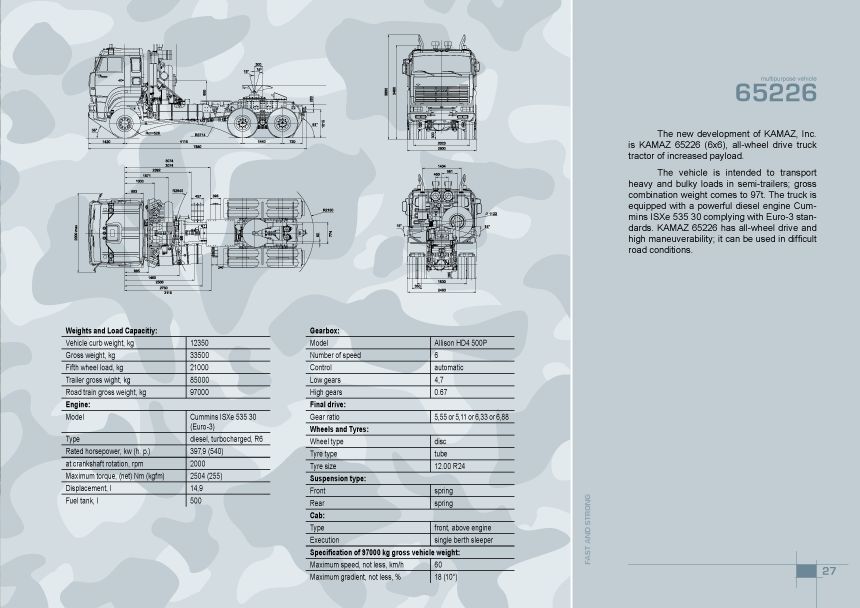 multipurpose vehicle
65226
The new development of KAMAZ, Inc.
is KAMAZ 65226 (6x6), all-wheel drive truck
tractor of increased payload.
The vehicle is intended to transport
heavy and bulky loads in semi-trailers; gross
combination weight comes to 97t. The truck is
equipped with a powerful diesel engine Cum-
mins ISXe 535 30 complying with Euro-3 stan-
dards. KAMAZ 65226 has all-wheel drive and
high maneuverability; it can be used in difficult
road conditions.
Weights and Load Capacitiy:
Vehicle curb weight, kg 12350
Gross weight, kg 33500
Fifth wheel load, kg 21000
Trailer gross wight, kg 85000
Road train gross weight, kg 97000
Engine:
Model Cummins ISXe 535 30
(Euro-3)
Type diesel, turbocharged, R6
Rated horsepower, kw (h. p.) 397,9 (540)
at crankshaft rotation, rpm 2000
Maximum torque, (net) Nm (kgfm) 2504 (255)
Displacement, l 14,9
Fuel tank, l 500
Gearbox:
Model Allison HD4 500P
Number of speed 6
Control automatic
Low gears 4,7
High gears 0.67
Final drive:
Gear ratio 5,55 or 5,11 or 6,33 or 6,88
Wheels and Tyres:
Wheel type disc
Tyre type tube
Tyre size 12.00 R24
Suspension type:
Front spring
Rear spring
Cab:
Type front, above engine
Execution single berth sleeper
Specification of 97000 kg gross vehicle weight:
Maximum speed, not less, km/h 60
Maximum gradient, not less, % 18 (10°)
FAST AND STRONG
27